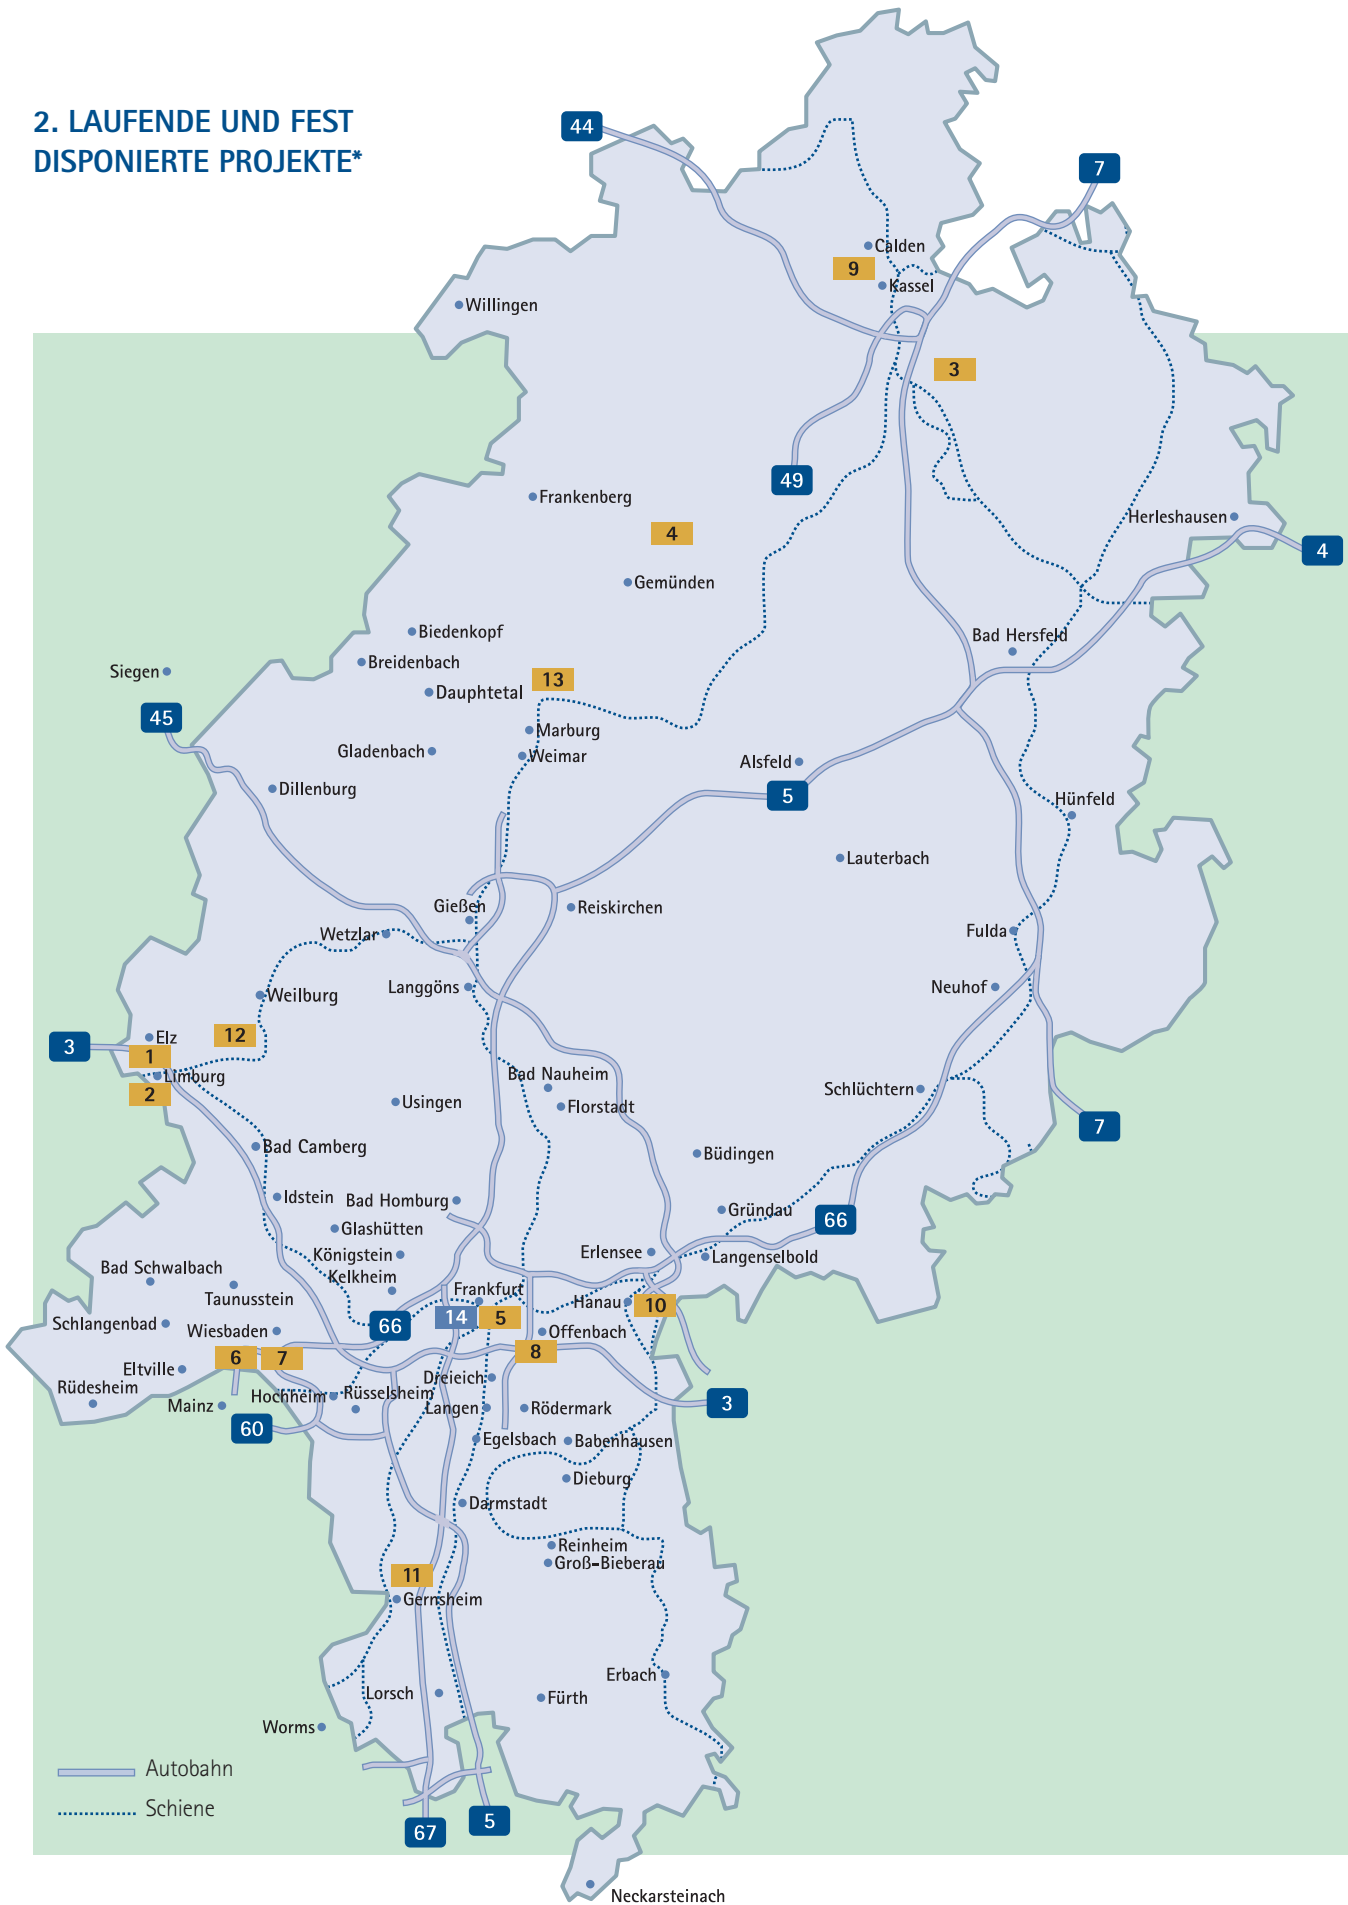 2. LAUFENDE UND FEST
DISPONIERTE PROJEKTE*
44
7
Calden
9
Kassel
Willingen
3
49
Frankenberg
Herleshausen
4
4
Gemünden
Biedenkopf
Bad Hersfeld
Breidenbach
Siegen
13
Dauphtetal
45
Marburg
Gladenbach
Weimar
Alsfeld
Dillenburg
5
Hünfeld
Lauterbach
Gießen
Reiskirchen
Wetzlar
Fulda
Langgöns
Neuhof
Weilburg
12
Elz
3
1
Limburg
2
Bad Nauheim
Schlüchtern
Usingen
Florstadt
7
Bad Camberg
Büdingen
Idstein
Bad Homburg
Gründau
66
Glashütten
Königstein
Erlensee
Langenselbold
Bad Schwalbach
Kelkheim
Taunusstein
Frankfurt
Hanau
10
Schlangenbad
Wiesbaden
66
14
5
Offenbach
6
7
8
Eltville
Dreieich
Rüdesheim
Hochheim
Rüsselsheim
3
Mainz
Langen
Rödermark
60
Egelsbach
Babenhausen
Dieburg
Darmstadt
Reinheim
Groß-Bieberau
11
Gernsheim
Erbach
Lorsch
Fürth
Worms
Autobahn
Schiene
67
5
Neckarsteinach